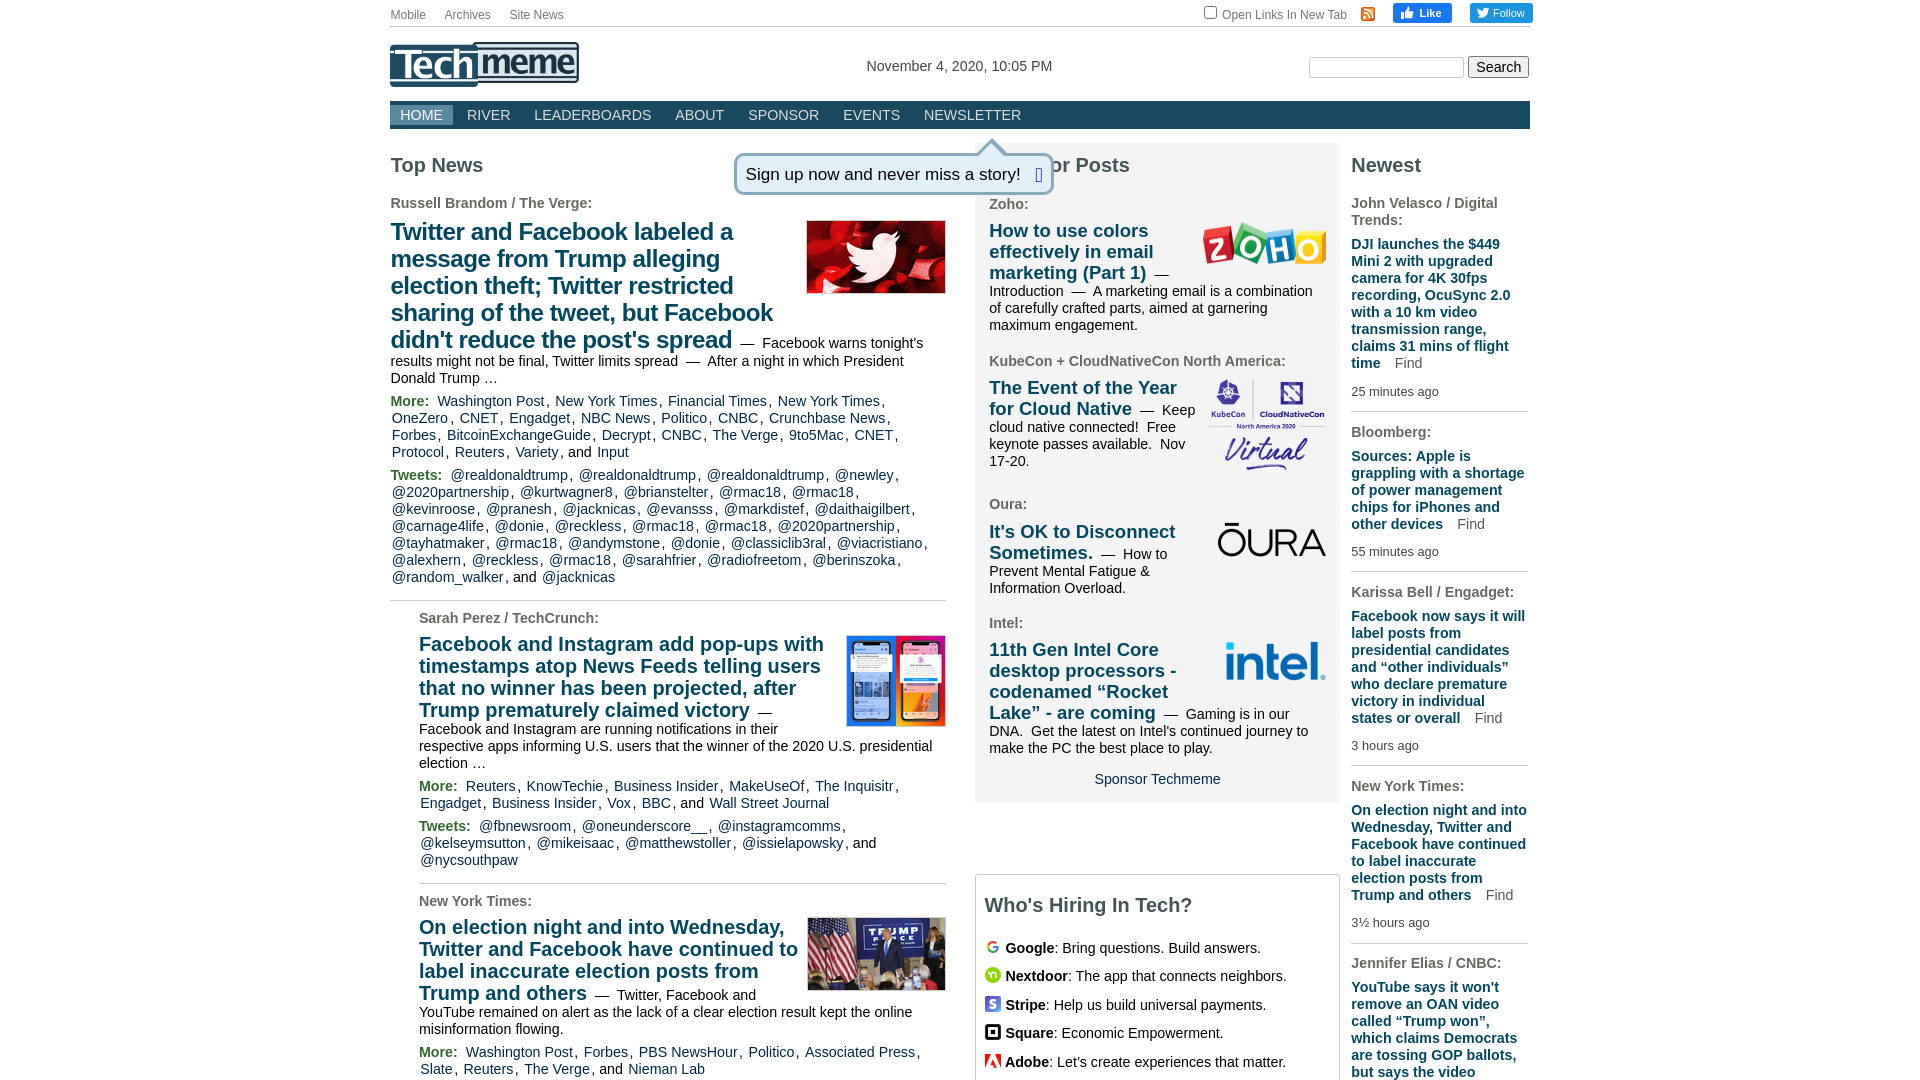 Mobile Archives Site News
Open Links In New Tab
Like
Follow
Techmeme
November 4, 2020, 10:05 PM
Search
HOME RIVER LEADERBOARDS ABOUT SPONSOR EVENTS NEWSLETTER
Sign up now and never miss a story!
Top News
Russell Brandom / The Verge:
Twitter and Facebook labeled a
message from Trump alleging
election theft; Twitter restricted
sharing of the tweet, but Facebook
didn't reduce the post's spread — Facebook warns tonight's
results might not be final, Twitter limits spread — After a night in which President
Donald Trump …
More: Washington Post, New York Times, Financial Times, New York Times,
OneZero, CNET, Engadget, NBC News, Politico, CNBC, Crunchbase News,
Forbes, BitcoinExchangeGuide, Decrypt, CNBC, The Verge, 9to5Mac, CNET,
Protocol, Reuters, Variety, and Input
Tweets: @realdonaldtrump, @realdonaldtrump, @realdonaldtrump, @newley,
@2020partnership, @kurtwagner8, @brianstelter, @rmac18, @rmac18,
@kevinroose, @pranesh, @jacknicas, @evansss, @markdistef, @daithaigilbert,
@carnage4life, @donie, @reckless, @rmac18, @rmac18, @2020partnership,
@tayhatmaker, @rmac18, @andymstone, @donie, @classiclib3ral, @viacristiano,
@alexhern, @reckless, @rmac18, @sarahfrier, @radiofreetom, @berinszoka,
@random_walker, and @jacknicas
Sarah Perez / TechCrunch:
Facebook and Instagram add pop-ups with
timestamps atop News Feeds telling users
that no winner has been projected, after
Trump prematurely claimed victory —
Facebook and Instagram are running notifications in their
respective apps informing U.S. users that the winner of the 2020 U.S. presidential
election …
More: Reuters, KnowTechie, Business Insider, MakeUseOf, The Inquisitr,
Engadget, Business Insider, Vox, BBC, and Wall Street Journal
Tweets: @fbnewsroom, @oneunderscore__, @instagramcomms,
@kelseymsutton, @mikeisaac, @matthewstoller, @issielapowsky, and
@nycsouthpaw
New York Times:
On election night and into Wednesday,
Twitter and Facebook have continued to
label inaccurate election posts from
Trump and others — Twitter, Facebook and
YouTube remained on alert as the lack of a clear election result kept the online
misinformation flowing.
TRUMP
More: Washington Post, Forbes, PBS NewsHour, Politico, Associated Press,
Slate, Reuters, The Verge, and Nieman Lab
or Posts
Zoho:
How to use colors
effectively in email
marketing (Part 1) —
Introduction — A marketing email is a combination
of carefully crafted parts, aimed at garnering
maximum engagement.
ZOHO
KubeCon + CloudNativeCon North America:
The Event of the Year
for Cloud Native — Keep
cloud native connected! Free
keynote passes available. Nov
17-20.
KubeCon CloudNativeCon
North America 2020
Virtual
Oura:
It's OK to Disconnect
Sometimes. — How to
Prevent Mental Fatigue &
Information Overload.
ŌURA
Intel:
11th Gen Intel Core
desktop processors -
codenamed “Rocket
Lake” - are coming — Gaming is in our
DNA. Get the latest on Intel's continued journey to
make the PC the best place to play.
intel
Sponsor Techmeme
Who's Hiring In Tech?
Google: Bring questions. Build answers.
Nextdoor: The app that connects neighbors.
Stripe: Help us build universal payments.
Square: Economic Empowerment.
Adobe: Let’s create experiences that matter.
Newest
John Velasco / Digital
Trends:
DJI launches the $449
Mini 2 with upgraded
camera for 4K 30fps
recording, OcuSync 2.0
with a 10 km video
transmission range,
claims 31 mins of flight
time Find
25 minutes ago
Bloomberg:
Sources: Apple is
grappling with a shortage
of power management
chips for iPhones and
other devices Find
55 minutes ago
Karissa Bell / Engadget:
Facebook now says it will
label posts from
presidential candidates
and “other individuals”
who declare premature
victory in individual
states or overall Find
3 hours ago
New York Times:
On election night and into
Wednesday, Twitter and
Facebook have continued
to label inaccurate
election posts from
Trump and others Find
3½ hours ago
Jennifer Elias / CNBC:
YouTube says it won't
remove an OAN video
called “Trump won”,
which claims Democrats
are tossing GOP ballots,
but says the video